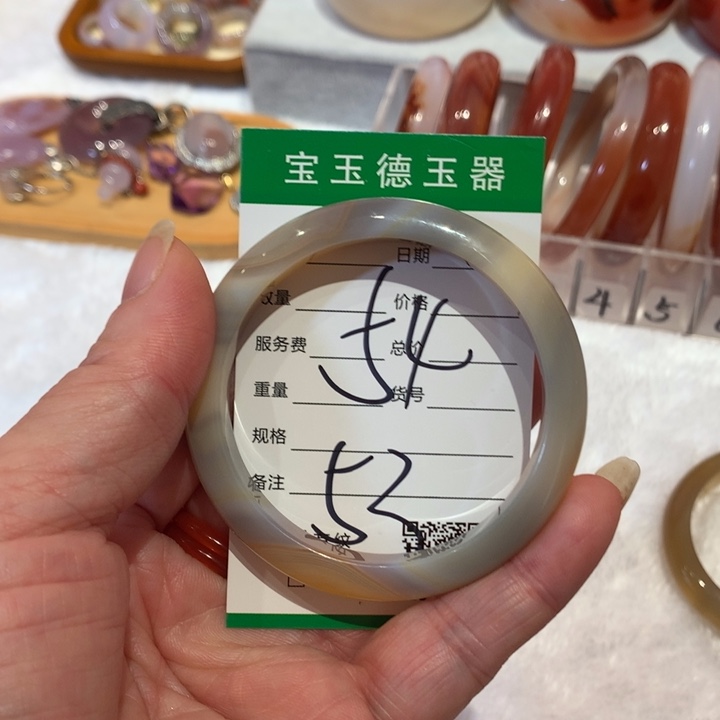 宝玉德玉器
日期
数量 价格
服务费 总价
重量 货号
规格
备注
54
53
4 5